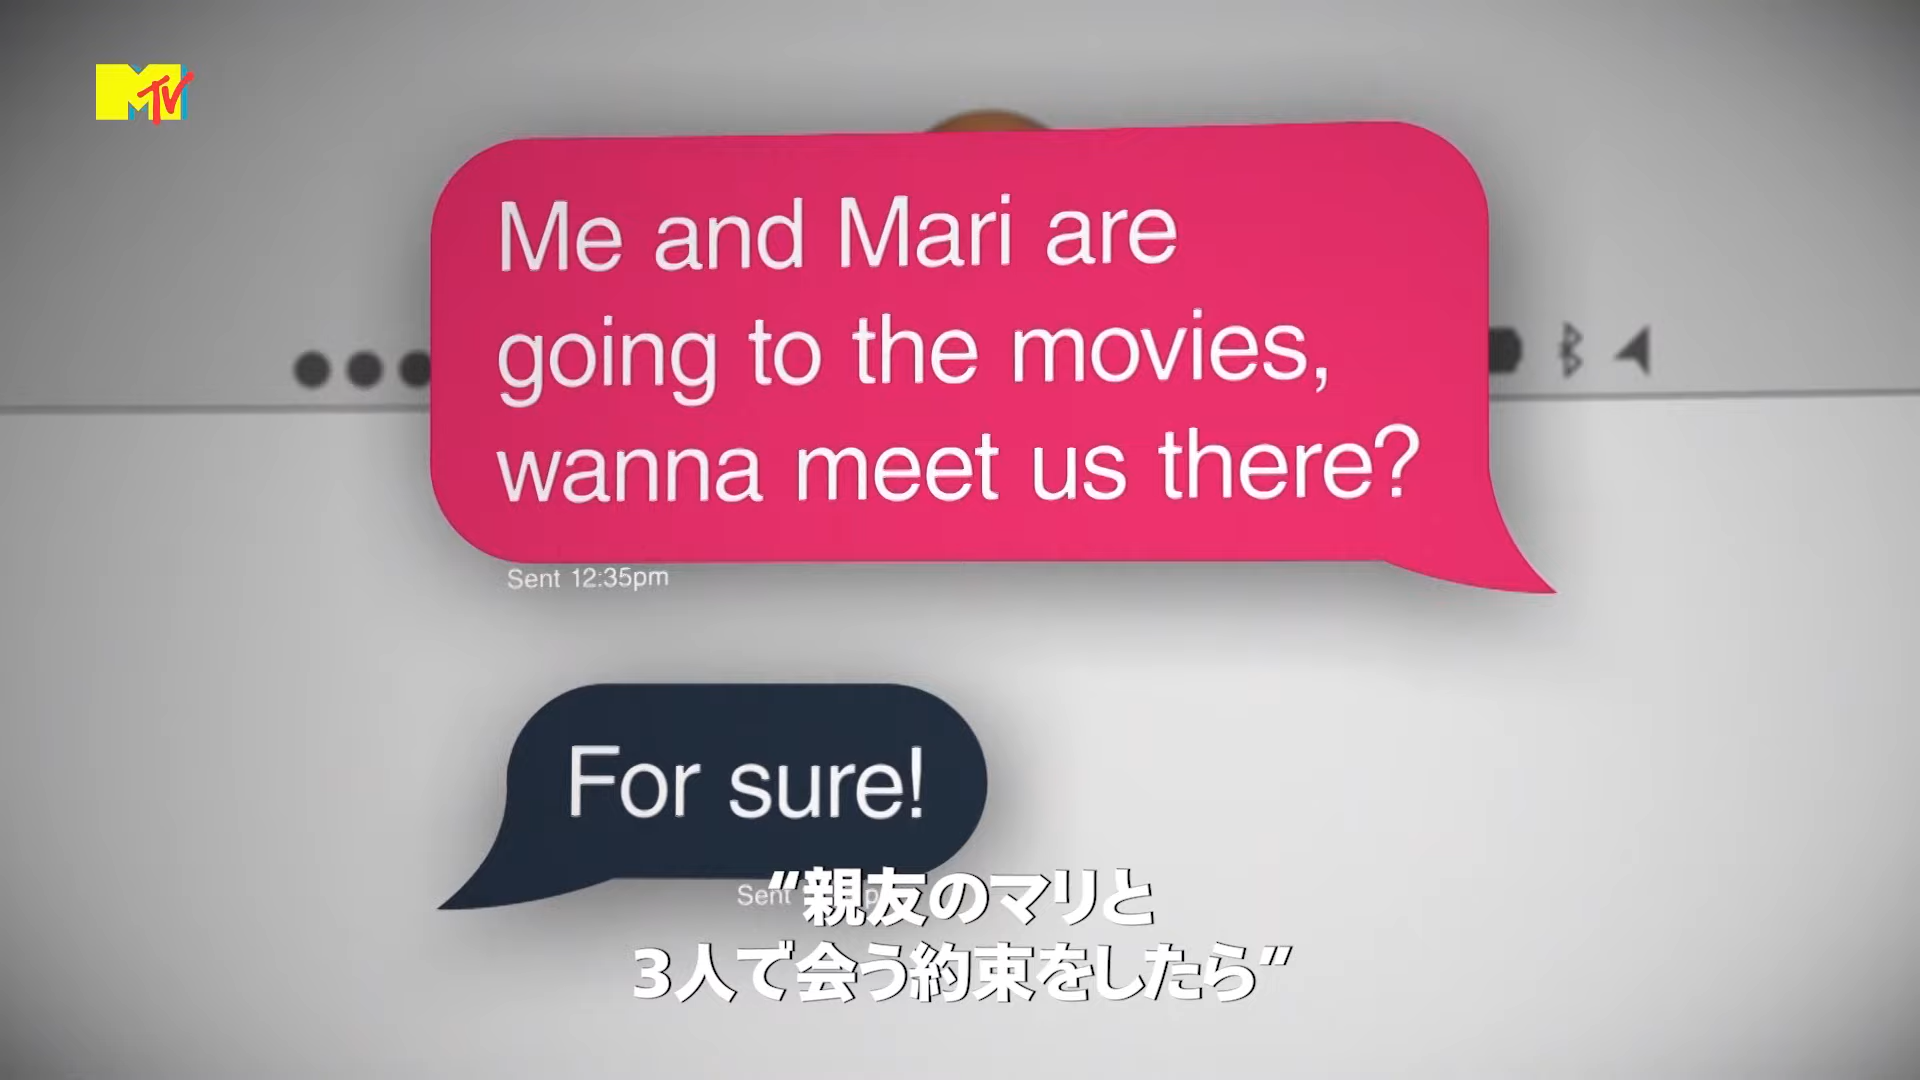 MTV
Me and Mari are
going to the movies,
wanna meet us there?
Sent 12:35pm
For sure!
Sent
“親友のマリと
3人で会う約束をしたら”